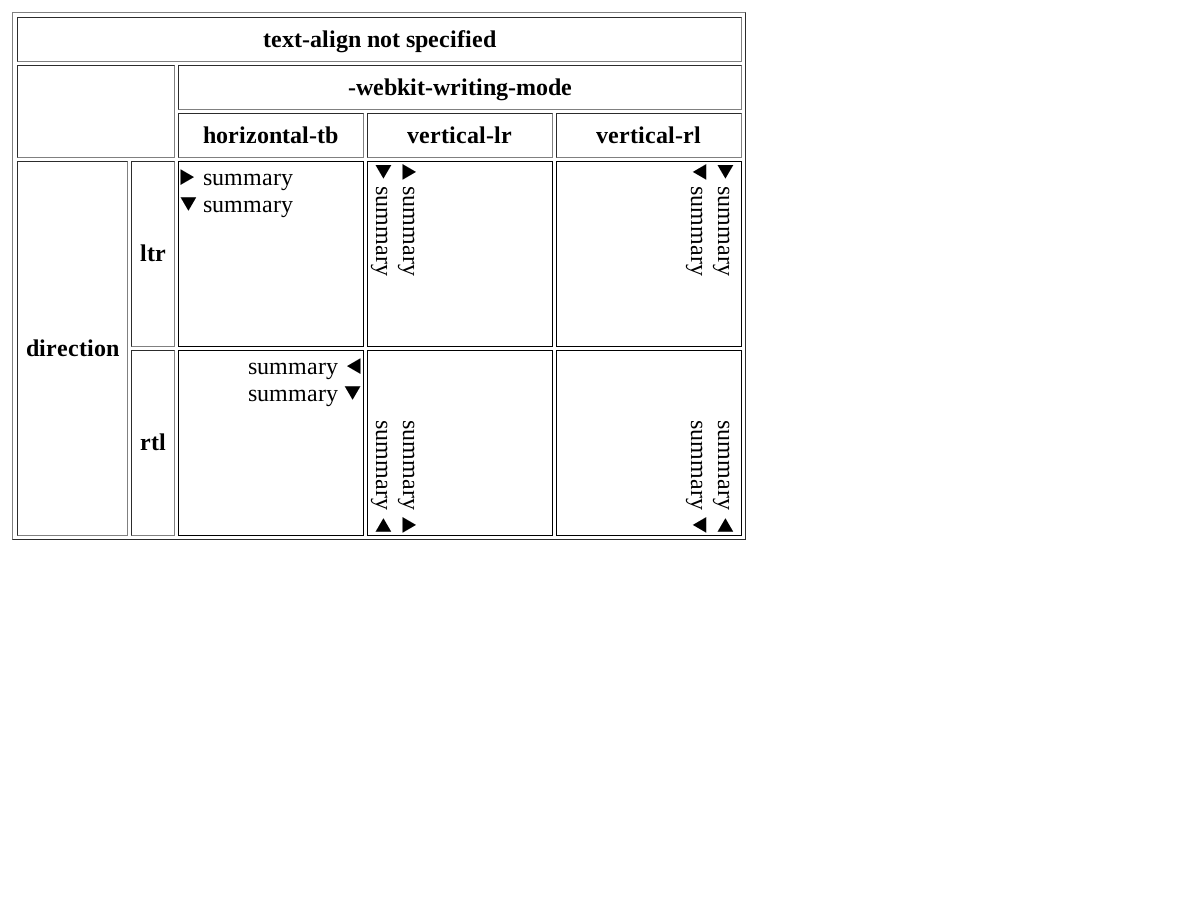 text-align not specified
-webkit-writing-mode
horizontal-tb
vertical-lr
vertical-rl
direction
ltr
▶ summary
▼ summary
▼ summary
▶ summary
▼ summary
◀ summary
rtl
summary ◀
summary ▼
summary ▲
summary ▶
summary ▲
summary ◀